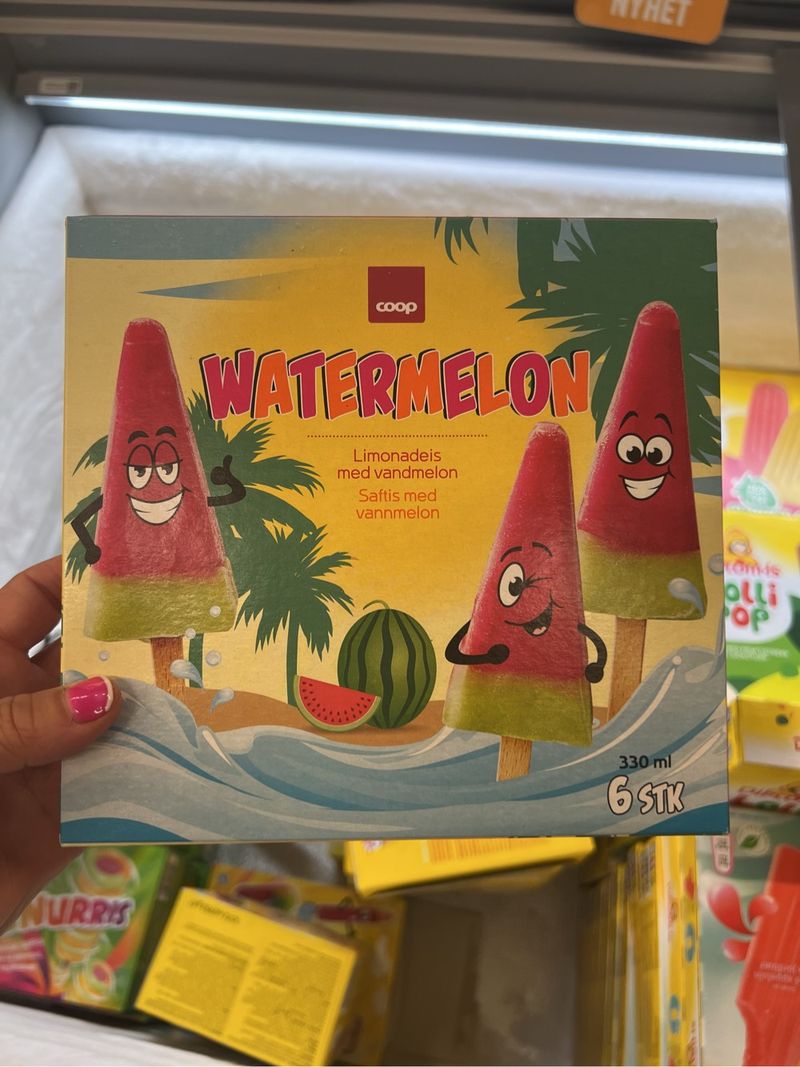 NYHET
coop
WATERMELON
Limonadeis
med vandmelon
Saftis med
vannmelon
330 ml
6 STK
NURRIS